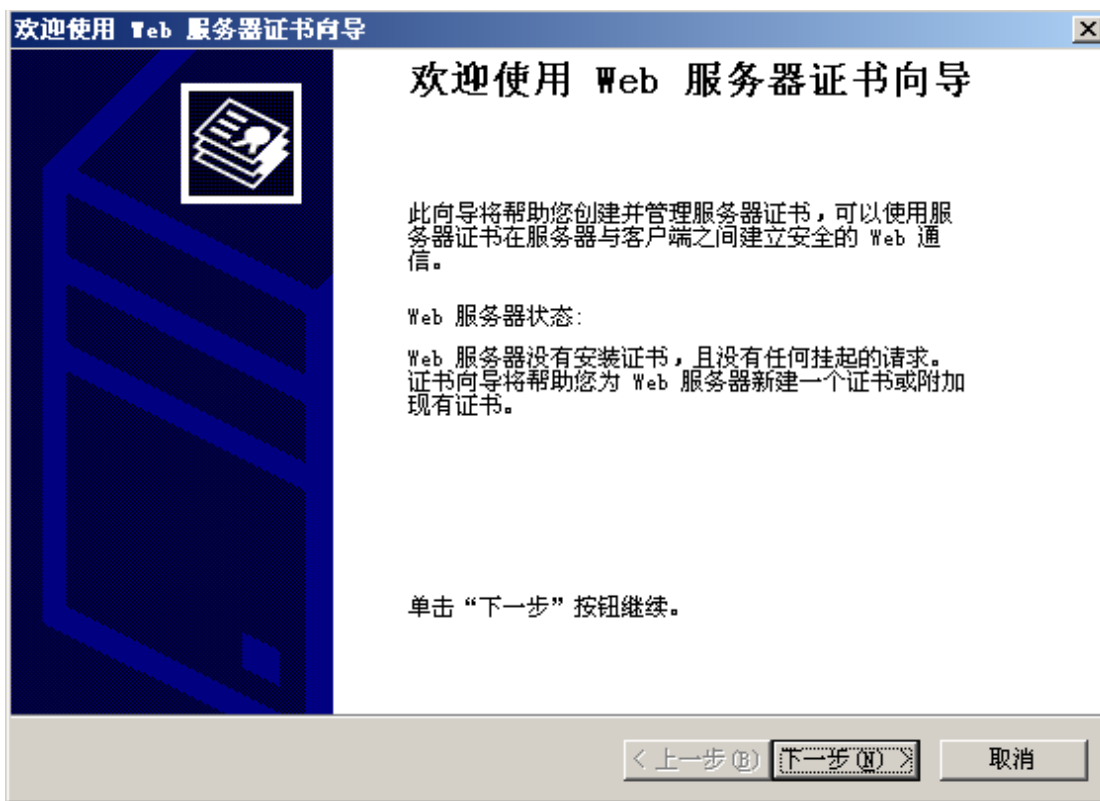 欢迎使用 Web 服务器证书向导
欢迎使用 Web 服务器证书向导
此向导将帮助您创建并管理服务器证书，可以使用服
务器证书在服务器与客户端之间建立安全的 Web 通
信。
Web 服务器状态:
Web 服务器没有安装证书，且没有任何挂起的请求。
证书向导将帮助您为 Web 服务器新建一个证书或附加
现有证书。
单击“下一步”按钮继续。
< 上一步(B) 下一步(N) > 取消